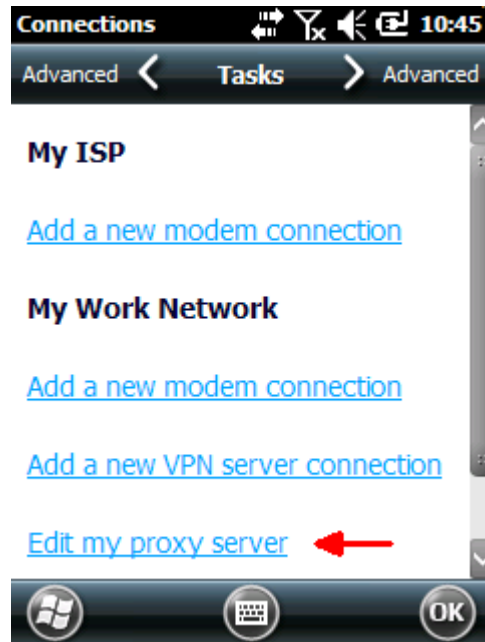 Connections 10:45
Advanced Tasks Advanced
My ISP
Add a new modem connection
My Work Network
Add a new modem connection
Add a new VPN server connection
Edit my proxy server
OK